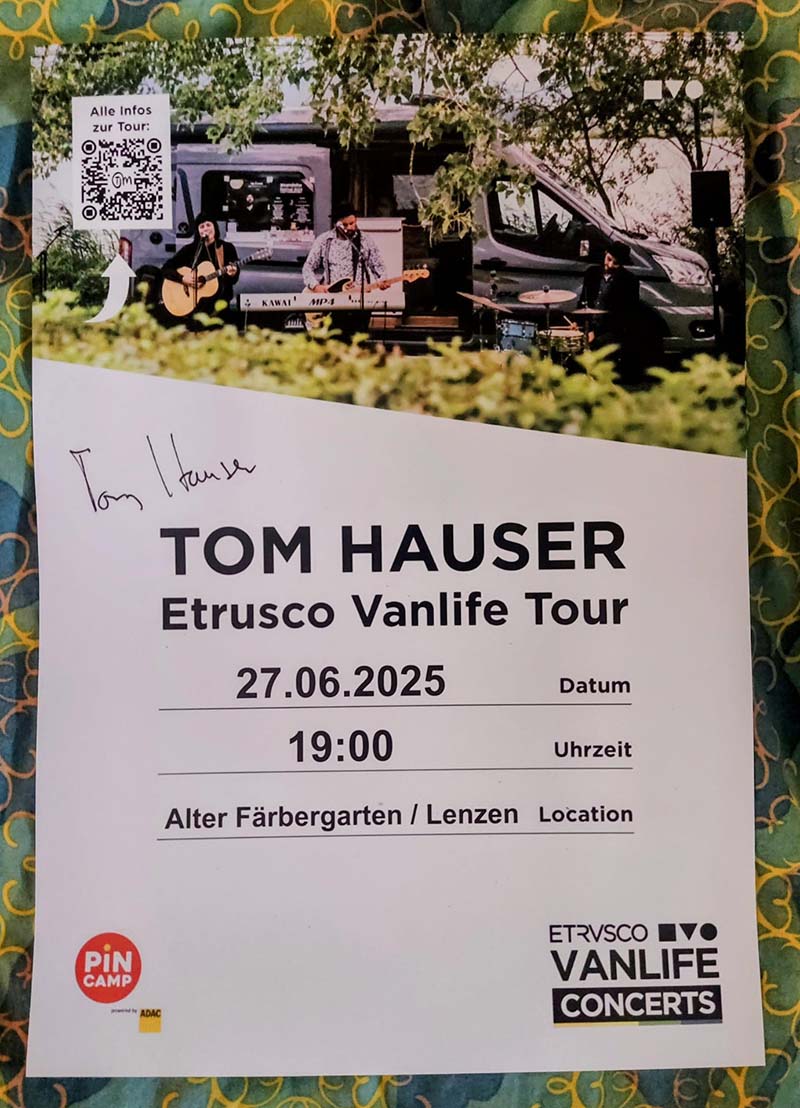 Alle Infos
zur Tour:
Tom
KAWAI MP4
Tom Hauser
TOM HAUSER
Etrusco Vanlife Tour
27.06.2025 Datum
19:00 Uhrzeit
Alter Färbergarten / Lenzen Location
PiN
CAMP
powered by ADAC
ETRVSCO
VANLIFE
CONCERTS